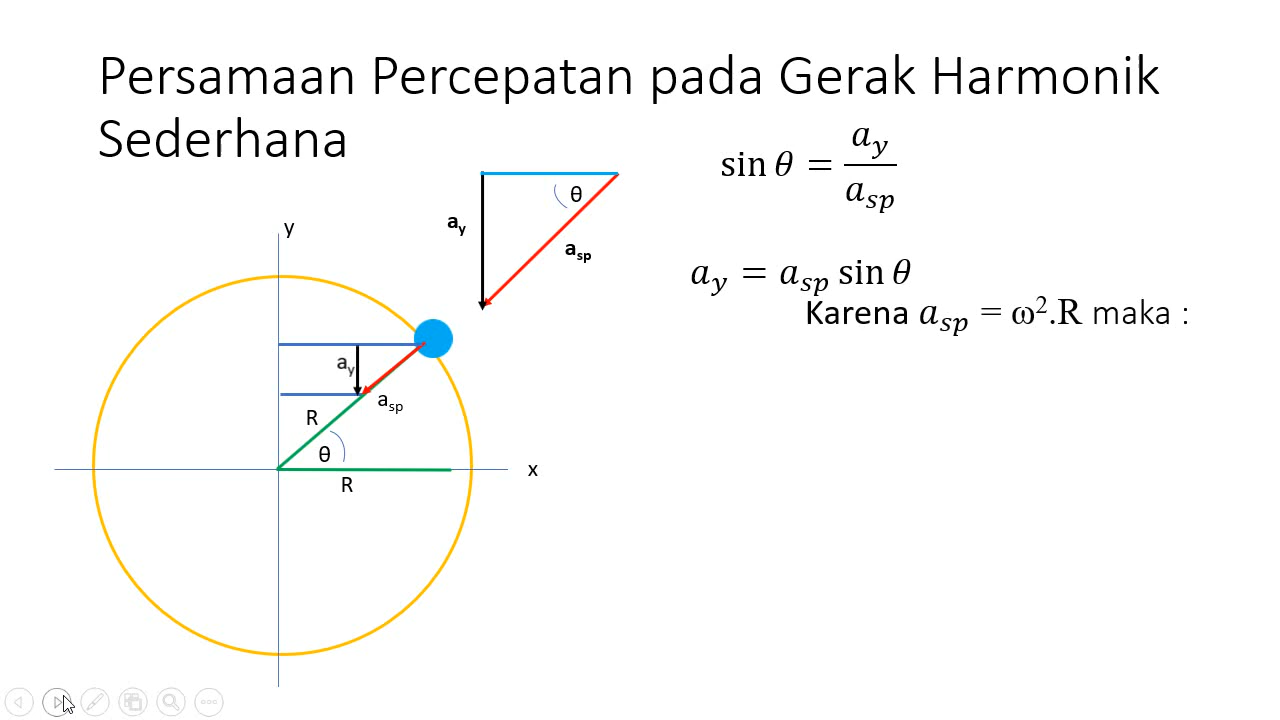 Persamaan Percepatan pada Gerak Harmonik
Sederhana
sin θ = a_y / a_sp
θ
a_y
a_sp
a_y = a_sp sin θ
Karena a_sp = ω².R maka :
y
a_y
a_sp
R
θ
x
R